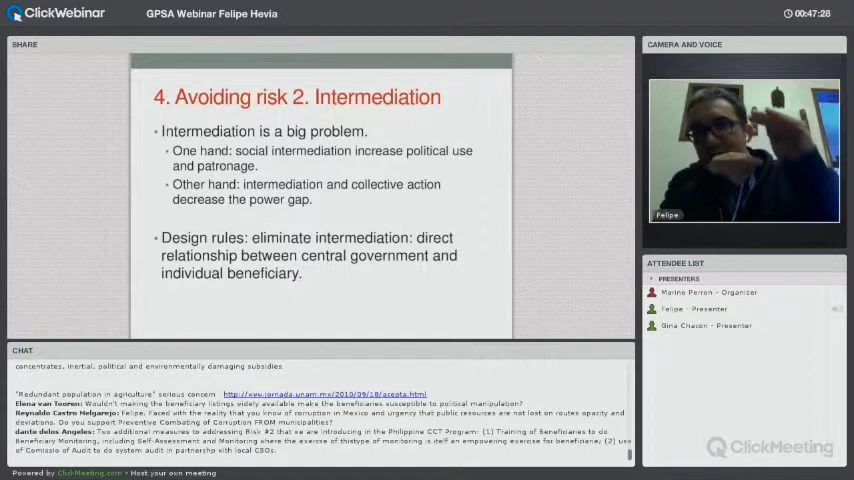 ClickWebinar
GPSA Webinar Felipe Hevia
00:47:28
SHARE
4. Avoiding risk 2. Intermediation
• Intermediation is a big problem.
• One hand: social intermediation increase political use
and patronage.
• Other hand: intermediation and collective action
decrease the power gap.
• Design rules: eliminate intermediation: direct
relationship between central government and
individual beneficiary.
CAMERA AND VOICE
Felipe
ATTENDEE LIST
PRESENTERS
Marine Perron - Organizer
Felipe - Presenter
Gina Chacon - Presenter
CHAT
concentrates, inertial, political and environmentally damaging subsidies
"Redundant population in agriculture" serious concern http://www.jornada.unam.mx/2010/09/18/acepta.html
Elena van Tooren: Wouldn't making the beneficiary listings widely available make the beneficiaries susceptible to political manipulation?
Reynaldo Castro Melgarejo: Felipe. Faced with the reality that you know of corruption in Mexico and urgency that public resources are not lost on routes opacity and
deviations. Do you support Preventive Combating of Corruption FROM municipalities?
dante delos Angeles: Two additional measures to addressing Risk #2 that we are introducing in the Philippine CCT Program: (1) Training of Beneficiaries to do
Beneficiary Monitoring, including Self-Assessment and Monitoring where the exercise of thistype of monitoring is itself an empowering exercise for beneficiarie; (2) use
of Comissio of Audit to do system audit in partnership with local CSOs.
ClickMeeting
Powered by ClickMeeting.com • Host your own meeting